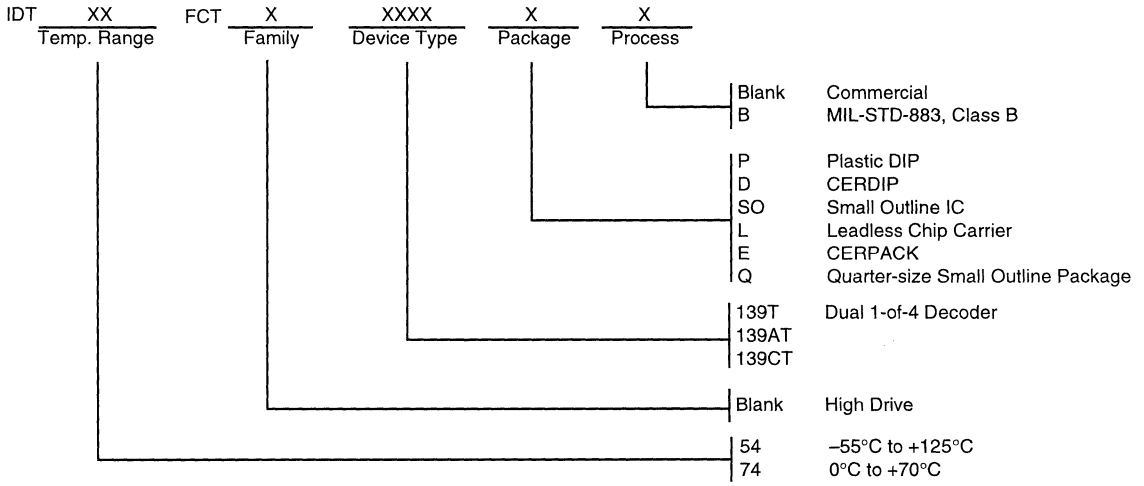 IDT XX FCT X XXXX X X
Temp. Range Family Device Type Package Process
Blank Commercial
B MIL-STD-883, Class B
P Plastic DIP
D CERDIP
SO Small Outline IC
L Leadless Chip Carrier
E CERPACK
Q Quarter-size Small Outline Package
139T Dual 1-of-4 Decoder
139AT
139CT
Blank High Drive
54 –55°C to +125°C
74 0°C to +70°C